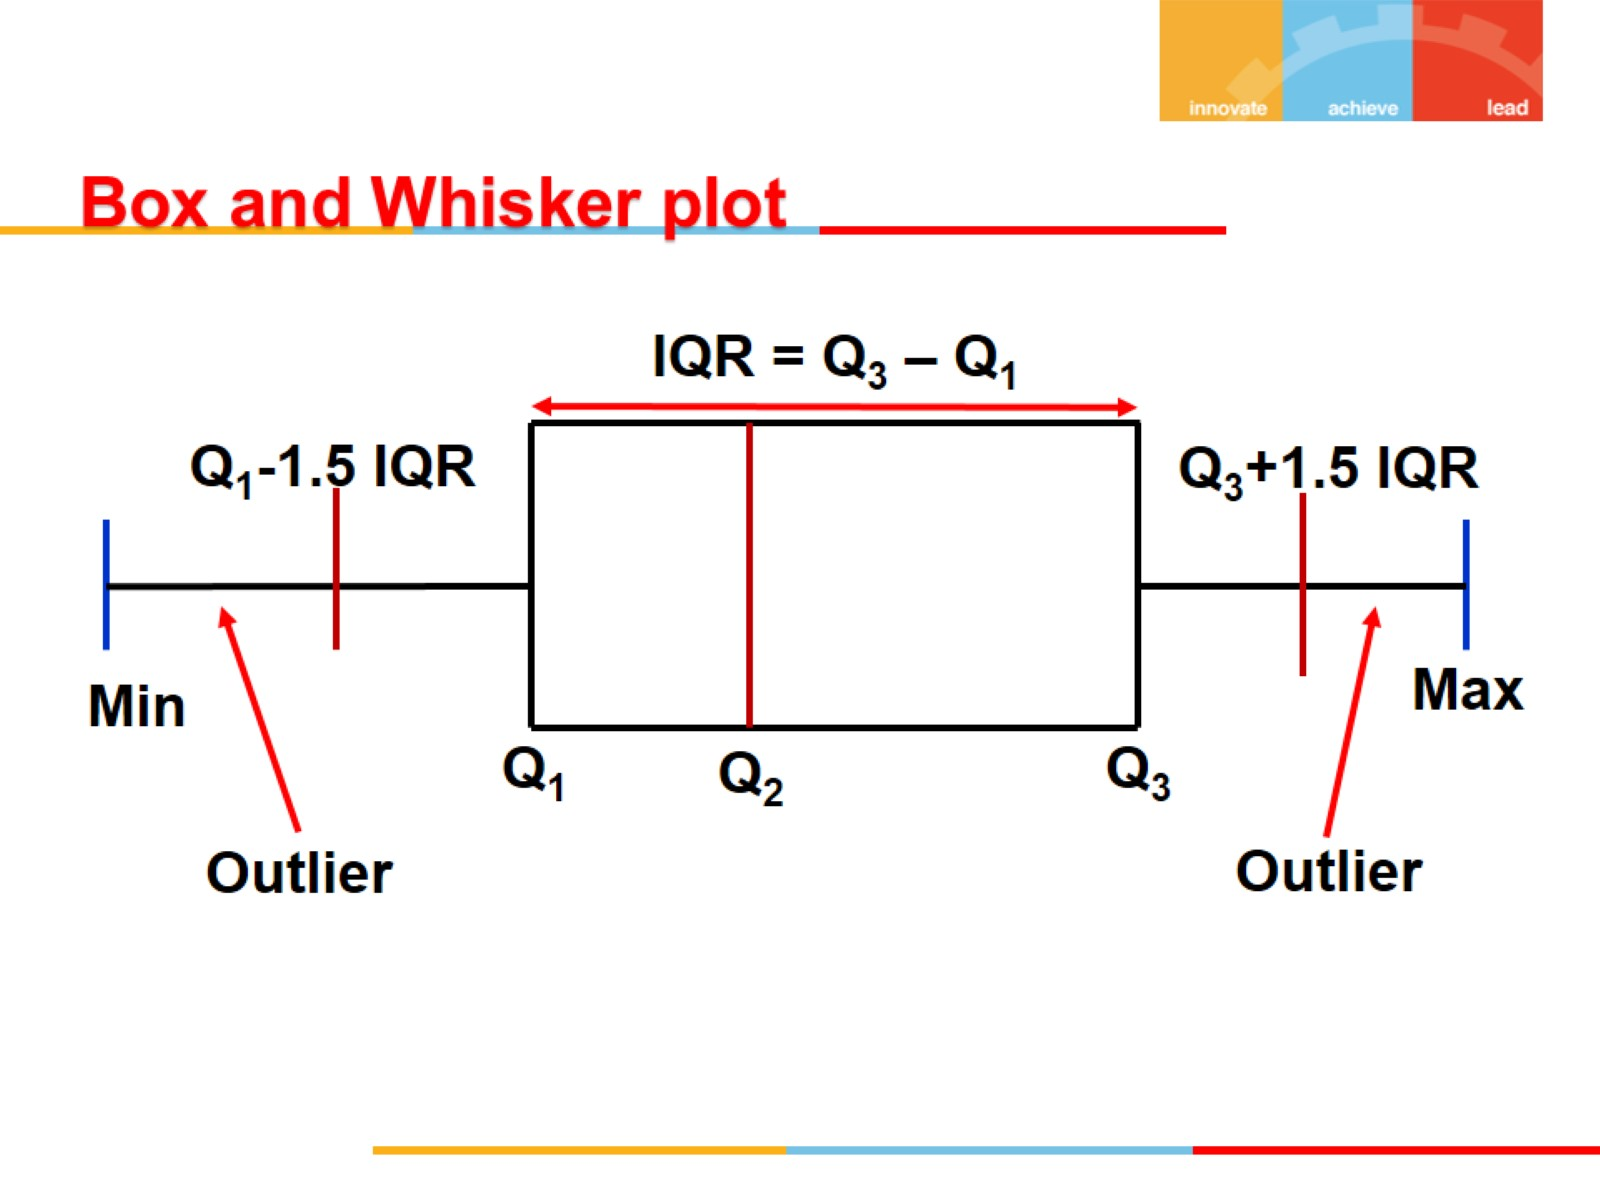 innovate achieve lead
Box and Whisker plot
IQR = Q₃ – Q₁
Q₁-1.5 IQR
Q₃+1.5 IQR
Min
Max
Q₁
Q₂
Q₃
Outlier
Outlier